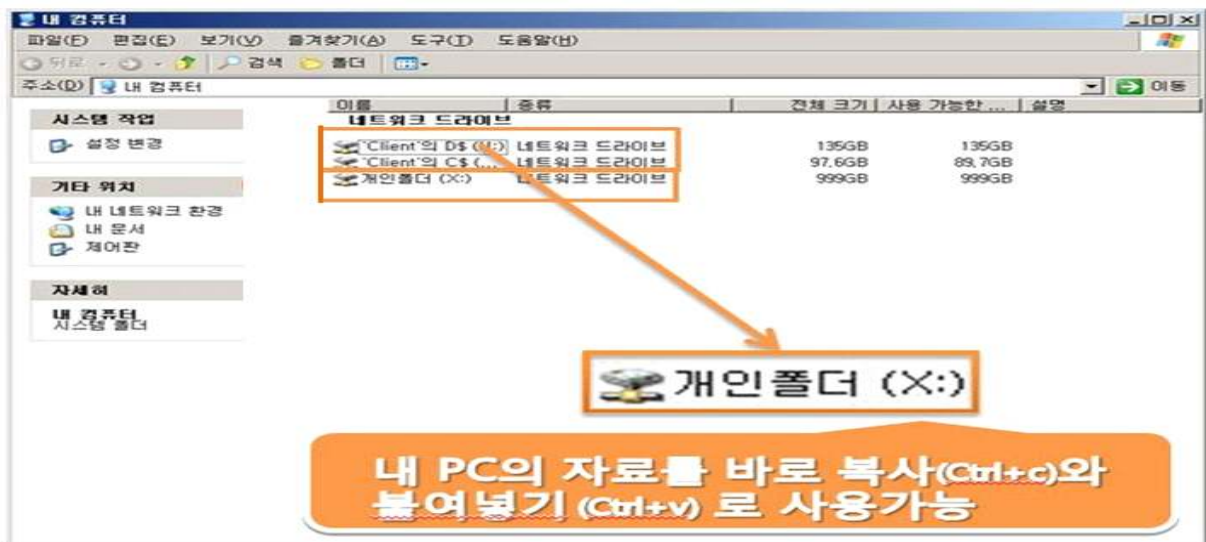 내 컴퓨터
파일(F) 편집(E) 보기(V) 즐겨찾기(A) 도구(T) 도움말(H)
뒤로 검색 폴더
주소(D) 내 컴퓨터 이동
이름 종류 전체 크기 사용 가능한 ... 설명
시스템 작업
설정 변경
기타 위치
내 네트워크 환경
내 문서
제어판
자세히
내 컴퓨터
시스템 폴더
네트워크 드라이브
'Client'의 D$ ( :) 네트워크 드라이브 135GB 135GB
'Client'의 C$ (... 네트워크 드라이브 97,6GB 89,7GB
개인폴더 (X:) 네트워크 드라이브 999GB 999GB
개인폴더 (X:)
내 PC의 자료를 바로 복사(Ctrl+c)와
붙여넣기 (Ctrl+v) 로 사용가능